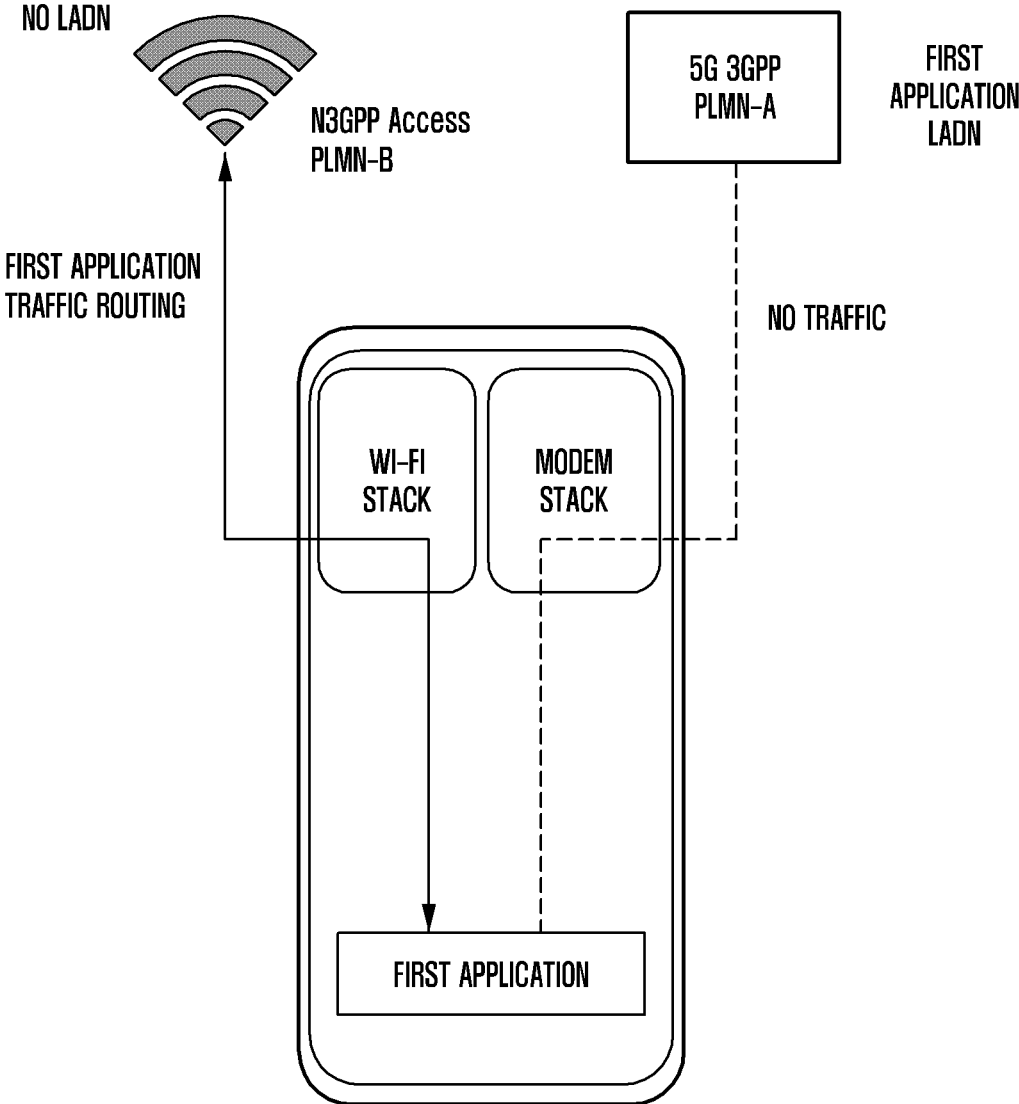 NO LADN
N3GPP Access
PLMN-B
5G 3GPP
PLMN-A
FIRST
APPLICATION
LADN
FIRST APPLICATION
TRAFFIC ROUTING
NO TRAFFIC
WI-FI
STACK
MODEM
STACK
FIRST APPLICATION